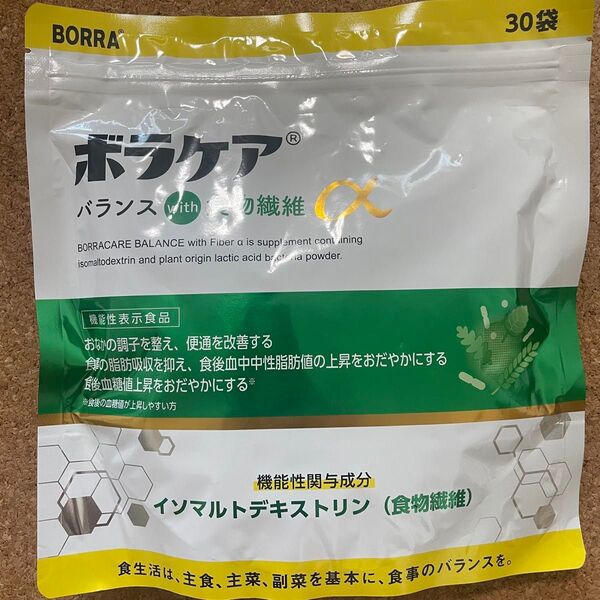 BORRA®
30袋
ボラケア®
バランス with 食物繊維 α
BORRACARE BALANCE with Fiber α is supplement containing
isomaltodextrin and plant origin lactic acid bacteria powder.
機能性表示食品
おなかの調子を整え、便通を改善する
食事の脂肪吸収を抑え、食後血中中性脂肪値の上昇をおだやかにする
食後血糖値上昇をおだやかにする※
※食後の血糖値が上昇しやすい方
機能性関与成分
イソマルトデキストリン（食物繊維）
食生活は、主食、主菜、副菜を基本に、食事のバランスを。